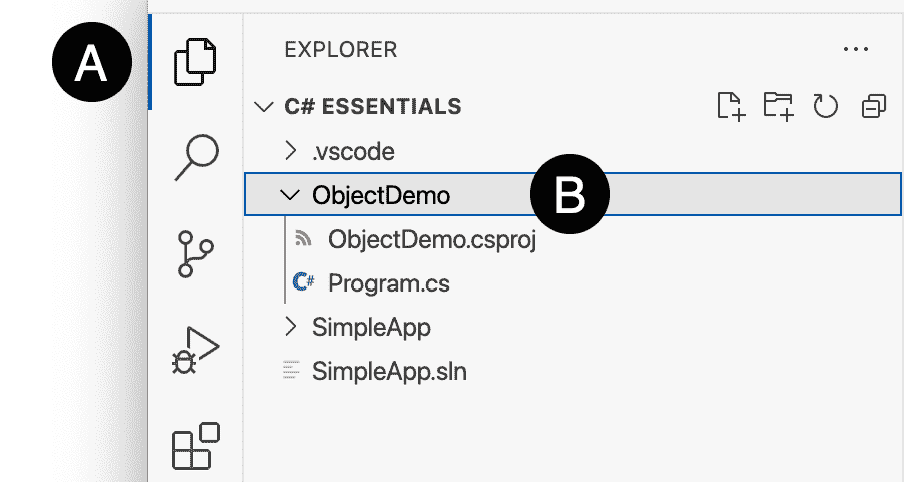 A
EXPLORER
C# ESSENTIALS
.vscode
ObjectDemo
B
ObjectDemo.csproj
C# Program.cs
SimpleApp
SimpleApp.sln